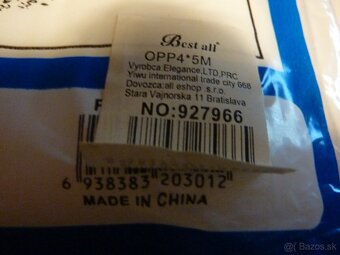 Best all
OPP4*5M
Vyrobca:Elegance,LTD,PRC
Yiwu international trade city 668
Dovozca:all eshop .s.r.o.
Stara Vajnorska 11 Bratislava
NO:927966
6 938383 203012
MADE IN CHINA
© Bazos.sk